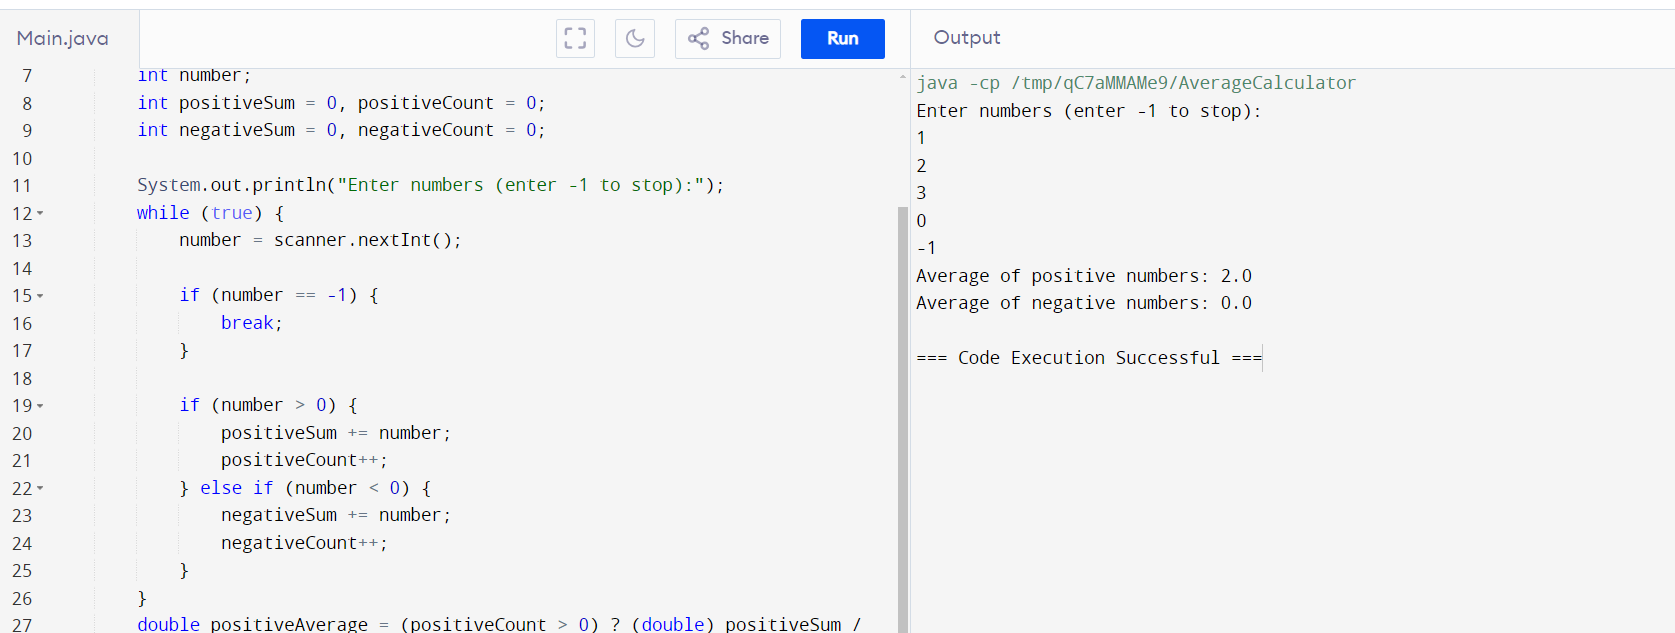 Main.java
Share
Run
Output
7 int number;
8 int positiveSum = 0, positiveCount = 0;
9 int negativeSum = 0, negativeCount = 0;
10
11 System.out.println("Enter numbers (enter -1 to stop):");
12 while (true) {
13 number = scanner.nextInt();
14
15 if (number == -1) {
16 break;
17 }
18
19 if (number > 0) {
20 positiveSum += number;
21 positiveCount++;
22 } else if (number < 0) {
23 negativeSum += number;
24 negativeCount++;
25 }
26 }
27 double positiveAverage = (positiveCount > 0) ? (double) positiveSum /
java -cp /tmp/qC7aMMAMe9/AverageCalculator
Enter numbers (enter -1 to stop):
1
2
3
0
-1
Average of positive numbers: 2.0
Average of negative numbers: 0.0
=== Code Execution Successful ===